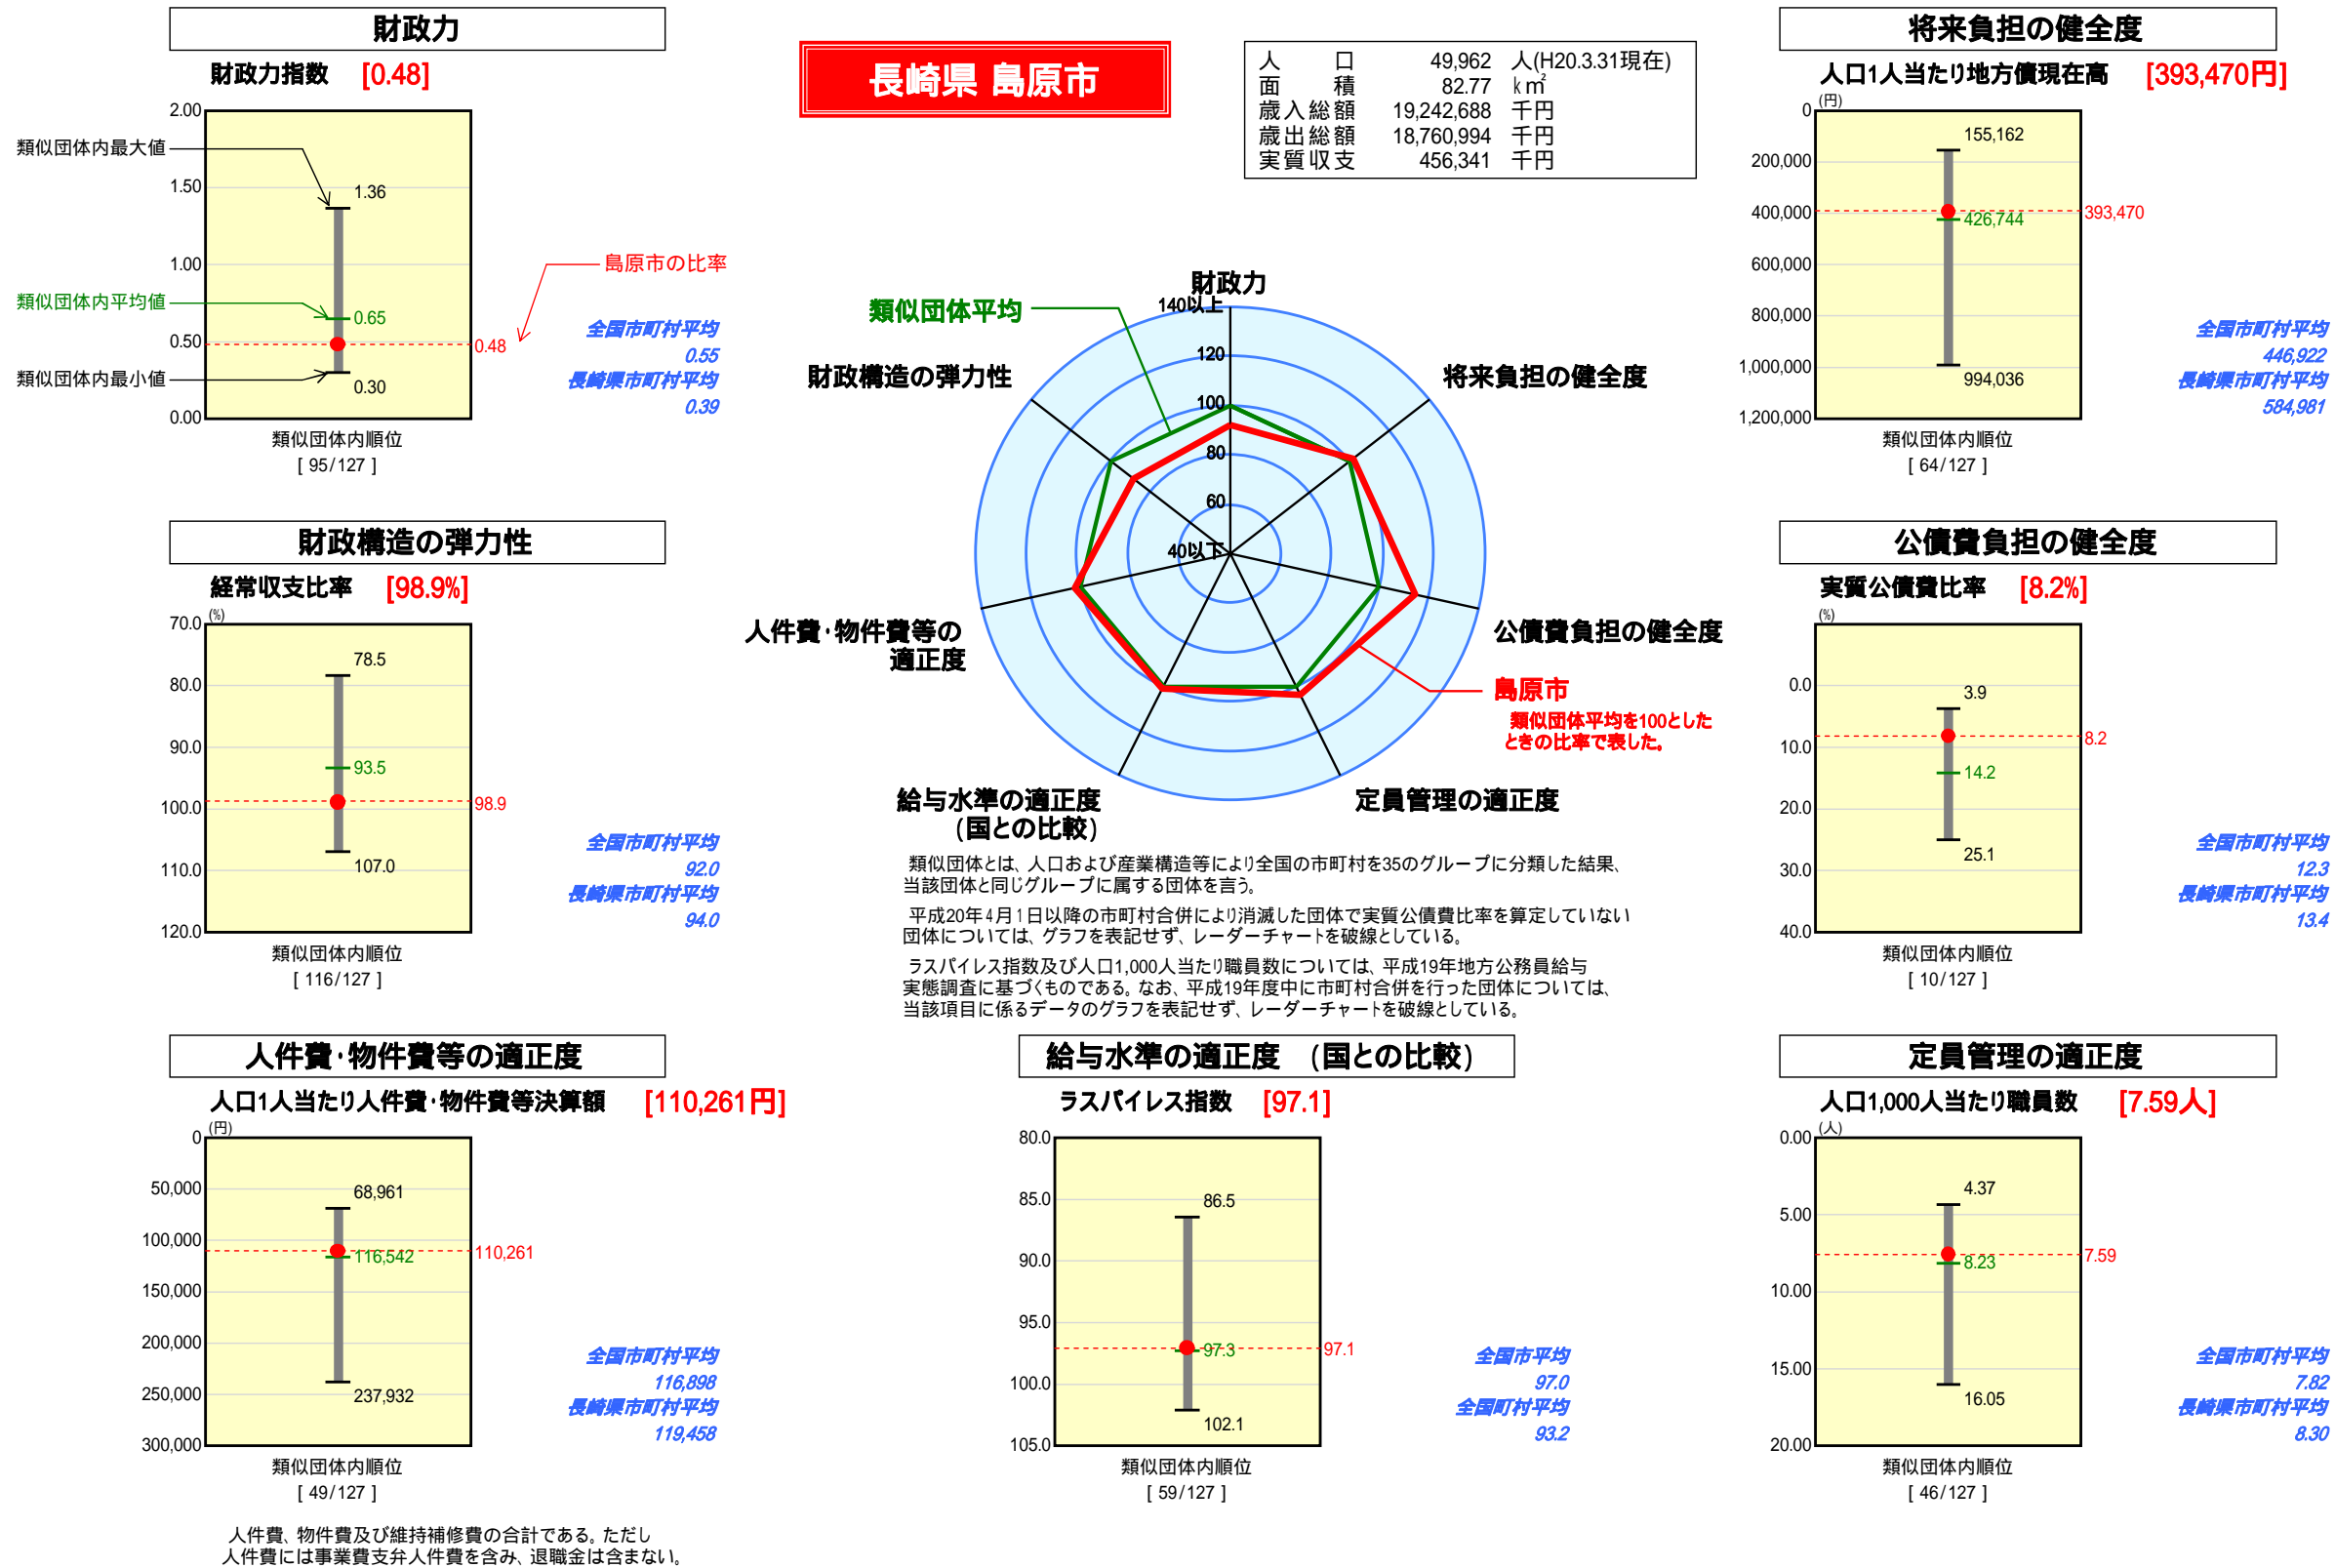 財政力
財政力指数 [0.48]
2.00
1.50
1.00
0.50
0.00
類似団体内最大値
類似団体内平均値
類似団体内最小値
1.36
0.65
0.30
0.48
島原市の比率
全国市町村平均
0.55
長崎県市町村平均
0.39
類似団体内順位
[ 95/127 ]
長崎県 島原市
人口 49,962 人(H20.3.31現在)
面積 82.77 k㎡
歳入総額 19,242,688 千円
歳出総額 18,760,994 千円
実質収支 456,341 千円
将来負担の健全度
人口1人当たり地方債現在高 [393,470円]
(円)
0
200,000
400,000
600,000
800,000
1,000,000
1,200,000
155,162
426,744
994,036
393,470
全国市町村平均
446,922
長崎県市町村平均
584,981
類似団体内順位
[ 64/127 ]
財政力
140以上
120
100
80
60
40以下
類似団体平均
財政構造の弾力性
将来負担の健全度
人件費・物件費等の
適正度
公債費負担の健全度
給与水準の適正度
(国との比較)
定員管理の適正度
島原市
類似団体平均を100とした
ときの比率で表した。
財政構造の弾力性
経常収支比率 [98.9%]
(%)
70.0
80.0
90.0
100.0
110.0
120.0
78.5
93.5
107.0
98.9
全国市町村平均
92.0
長崎県市町村平均
94.0
類似団体内順位
[ 116/127 ]
公債費負担の健全度
実質公債費比率 [8.2%]
(%)
0.0
10.0
20.0
30.0
40.0
3.9
14.2
25.1
8.2
全国市町村平均
12.3
長崎県市町村平均
13.4
類似団体内順位
[ 10/127 ]
類似団体とは、人口および産業構造等により全国の市町村を35のグループに分類した結果、
当該団体と同じグループに属する団体を言う。
平成20年4月1日以降の市町村合併により消滅した団体で実質公債費比率を算定していない
団体については、グラフを表記せず、レーダーチャートを破線としている。
ラスパイレス指数及び人口1,000人当たり職員数については、平成19年地方公務員給与
実態調査に基づくものである。なお、平成19年度中に市町村合併を行った団体については、
当該項目に係るデータのグラフを表記せず、レーダーチャートを破線としている。
人件費・物件費等の適正度
人口1人当たり人件費・物件費等決算額 [110,261円]
(円)
0
50,000
100,000
150,000
200,000
250,000
300,000
68,961
116,542
237,932
110,261
全国市町村平均
116,898
長崎県市町村平均
119,458
類似団体内順位
[ 49/127 ]
人件費、物件費及び維持補修費の合計である。ただし
人件費には事業費支弁人件費を含み、退職金は含まない。
給与水準の適正度 (国との比較)
ラスパイレス指数 [97.1]
80.0
85.0
90.0
95.0
100.0
105.0
86.5
97.3
102.1
97.1
全国市平均
97.0
全国町村平均
93.2
類似団体内順位
[ 59/127 ]
定員管理の適正度
人口1,000人当たり職員数 [7.59人]
(人)
0.00
5.00
10.00
15.00
20.00
4.37
8.23
16.05
7.59
全国市町村平均
7.82
長崎県市町村平均
8.30
類似団体内順位
[ 46/127 ]